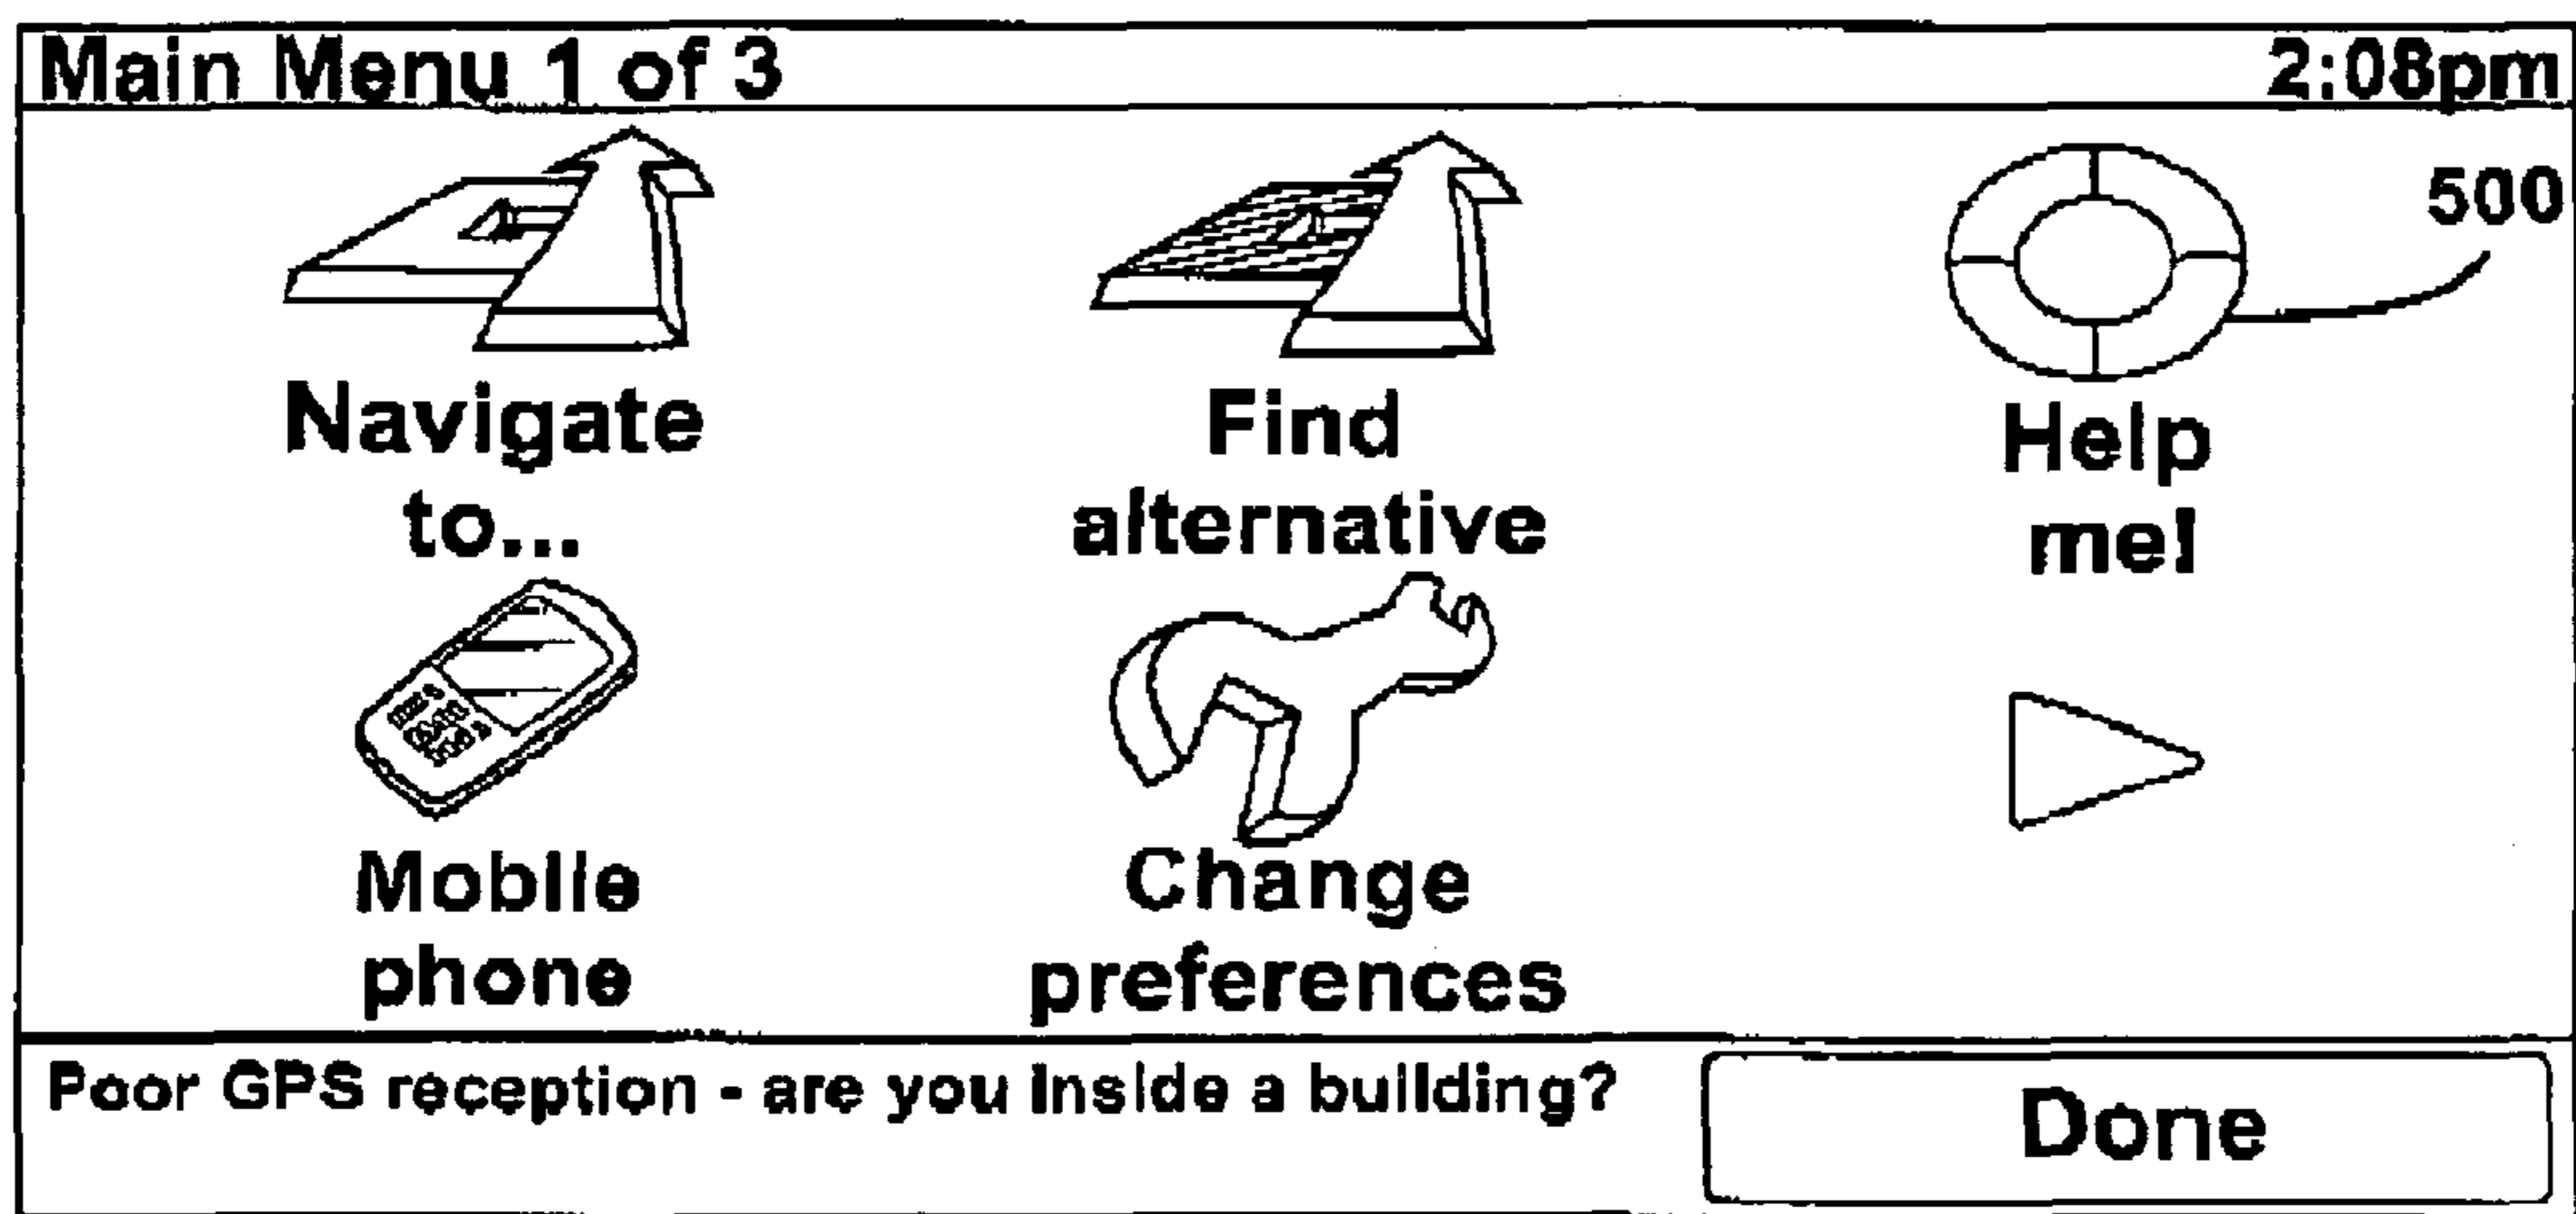 Main Menu 1 of 3 2:08pm
500
Navigate to...
Find alternative
Help me!
Mobile phone
Change preferences
Poor GPS reception - are you inside a building?
Done